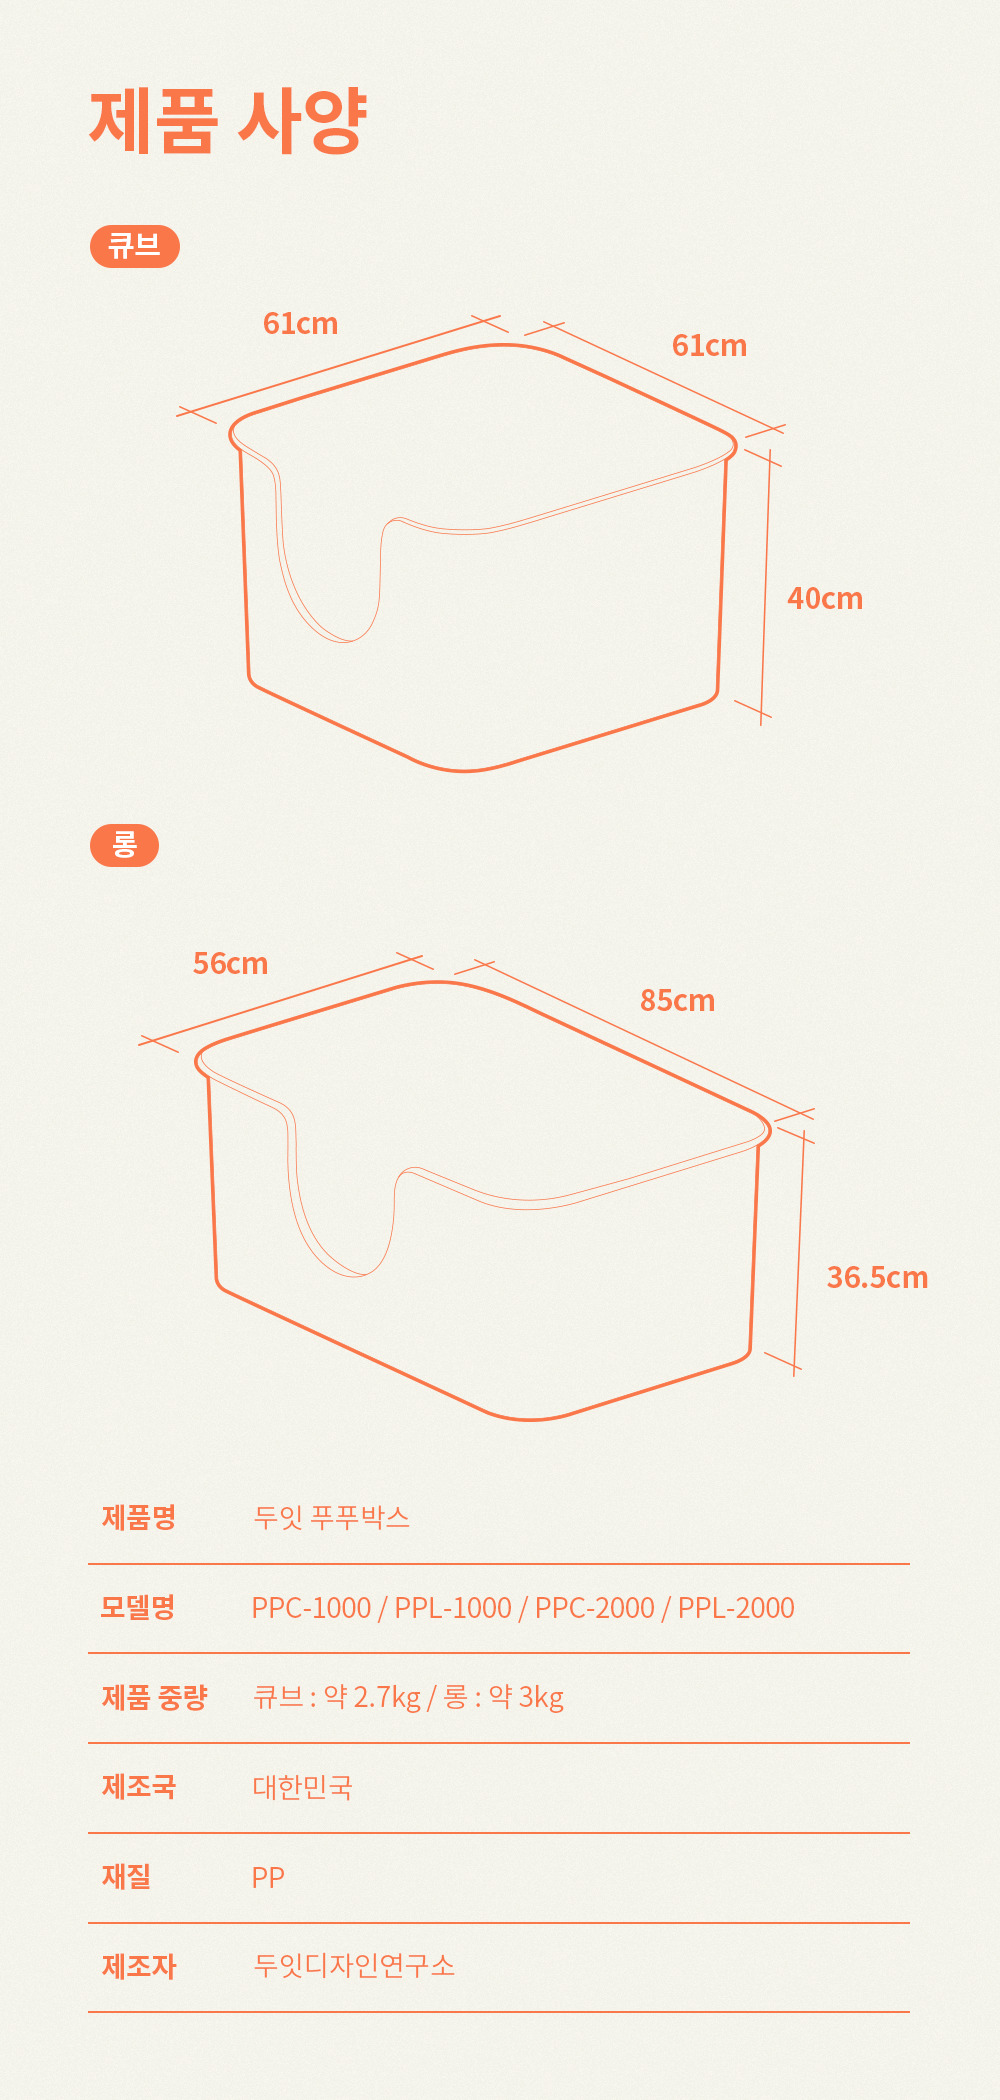 제품 사양
큐브
61cm
61cm
40cm
롱
56cm
85cm
36.5cm
제품명 두잇 푸푸박스
모델명 PPC-1000 / PPL-1000 / PPC-2000 / PPL-2000
제품 중량 큐브 : 약 2.7kg / 롱 : 약 3kg
제조국 대한민국
재질 PP
제조자 두잇디자인연구소